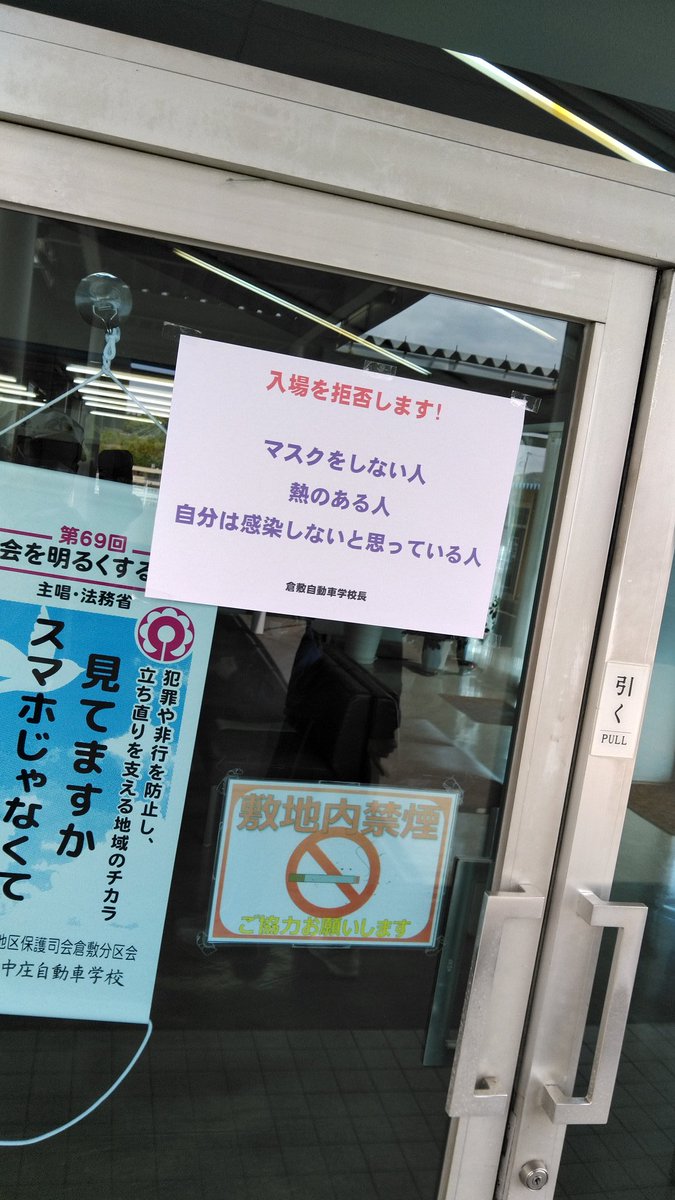 入場を拒否します!
マスクをしない人
熱のある人
自分は感染しないと思っている人
倉敷自動車学校長
第69回
会を明るくする
主唱・法務省
犯罪や非行を防止し、
立ち直りを支える地域のチカラ
見てますか
スマホじゃなくて
地区保護司会倉敷分区会
中庄自動車学校
敷地内禁煙
ご協力お願いします
引く
PULL